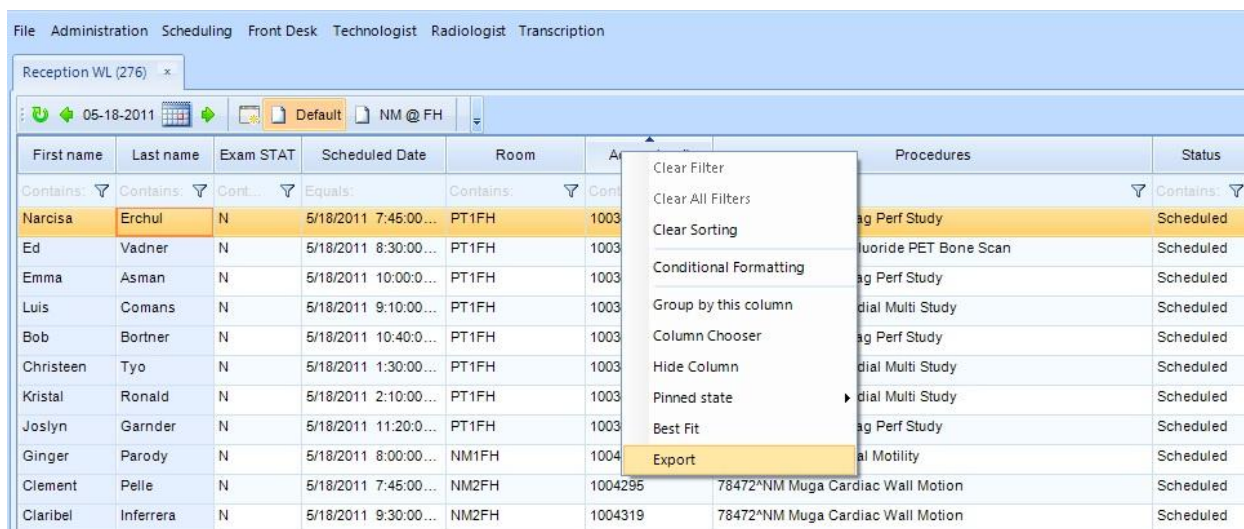 File Administration Scheduling Front Desk Technologist Radiologist Transcription
Reception WL (276) x
05-18-2011 Default NM @ FH
First name Last name Exam STAT Scheduled Date Room Procedures Status
Contains: Contains: Cont... Equals: Contains: Cont Contains:
Narcisa Erchul N 5/18/2011 7:45:00... PT1FH 1003 ag Perf Study Scheduled
Ed Vadner N 5/18/2011 8:30:00... PT1FH 1003 luoride PET Bone Scan Scheduled
Emma Asman N 5/18/2011 10:00:0... PT1FH 1003 ag Perf Study Scheduled
Luis Comans N 5/18/2011 9:10:00... PT1FH 1003 dial Multi Study Scheduled
Bob Bortner N 5/18/2011 10:40:0... PT1FH 1003 ag Perf Study Scheduled
Christeen Tyo N 5/18/2011 1:30:00... PT1FH 1003 dial Multi Study Scheduled
Kristal Ronald N 5/18/2011 2:10:00... PT1FH 1003 dial Multi Study Scheduled
Joslyn Garnder N 5/18/2011 11:20:0... PT1FH 1003 ag Perf Study Scheduled
Ginger Parody N 5/18/2011 8:00:00... NM1FH 1004 al Motility Scheduled
Clement Pelle N 5/18/2011 7:45:00... NM2FH 1004295 78472^NM Muga Cardiac Wall Motion Scheduled
Claribel Inferrera N 5/18/2011 9:30:00... NM2FH 1004319 78472^NM Muga Cardiac Wall Motion Scheduled
Clear Filter
Clear All Filters
Clear Sorting
Conditional Formatting
Group by this column
Column Chooser
Hide Column
Pinned state
Best Fit
Export